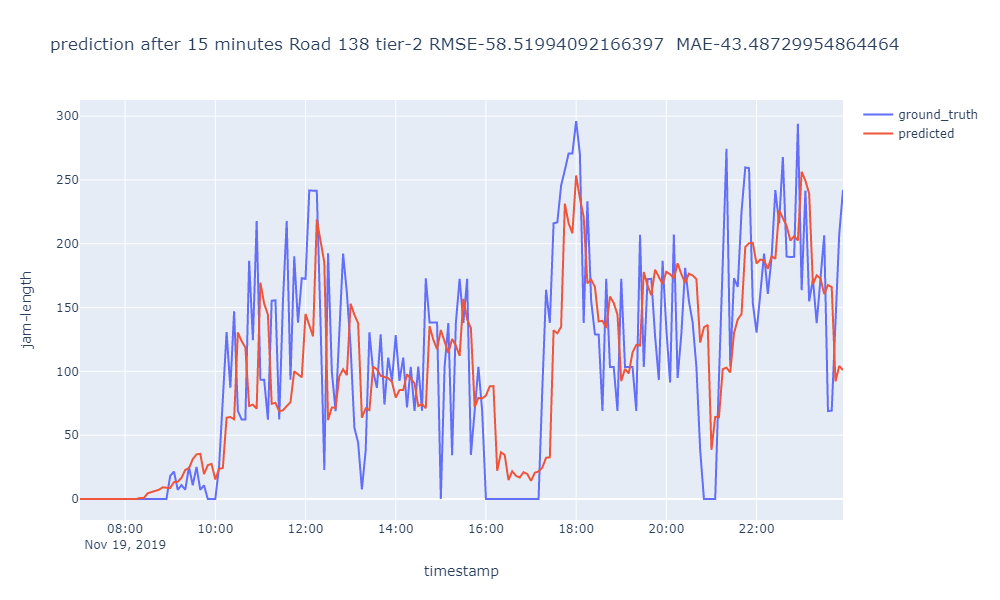 prediction after 15 minutes Road 138 tier-2 RMSE-58.51994092166397  MAE-43.48729954864464
ground_truth
predicted
300
250
200
150
100
50
0
jam-length
08:00
10:00
12:00
14:00
16:00
18:00
20:00
22:00
Nov 19, 2019
timestamp